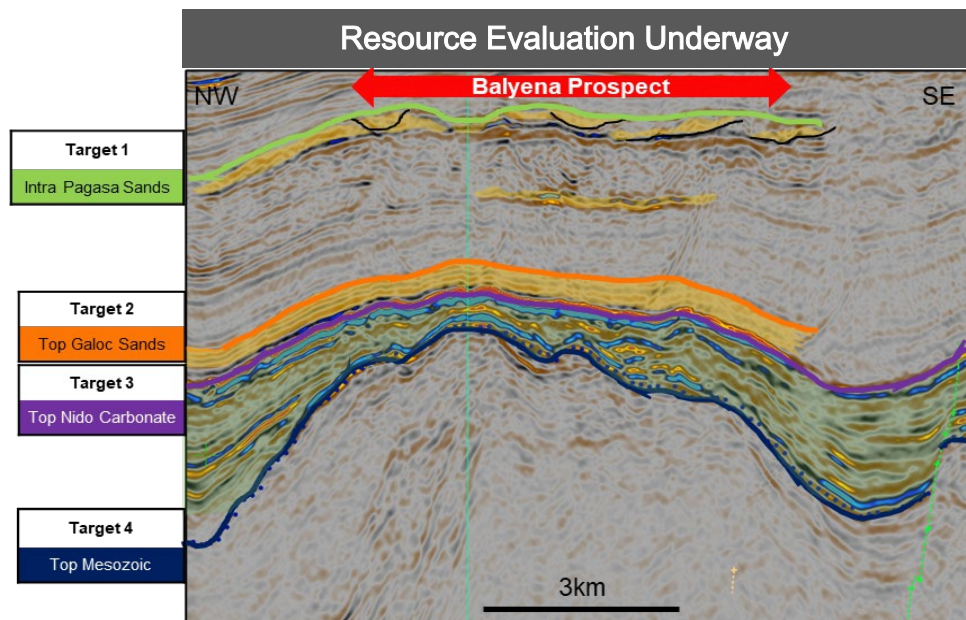 Resource Evaluation Underway
Balyena Prospect
NW
SE
Target 1
Intra Pagasa Sands
Target 2
Top Galoc Sands
Target 3
Top Nido Carbonate
Target 4
Top Mesozoic
3km